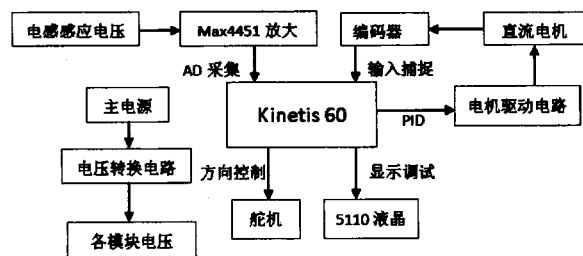 电感感应电压
Max4451 放大
编码器
直流电机
AD 采集
输入捕捉
主电源
Kinetis 60
PID
电机驱动电路
电压转换电路
方向控制
显示调试
各模块电压
舵机
5110 液晶